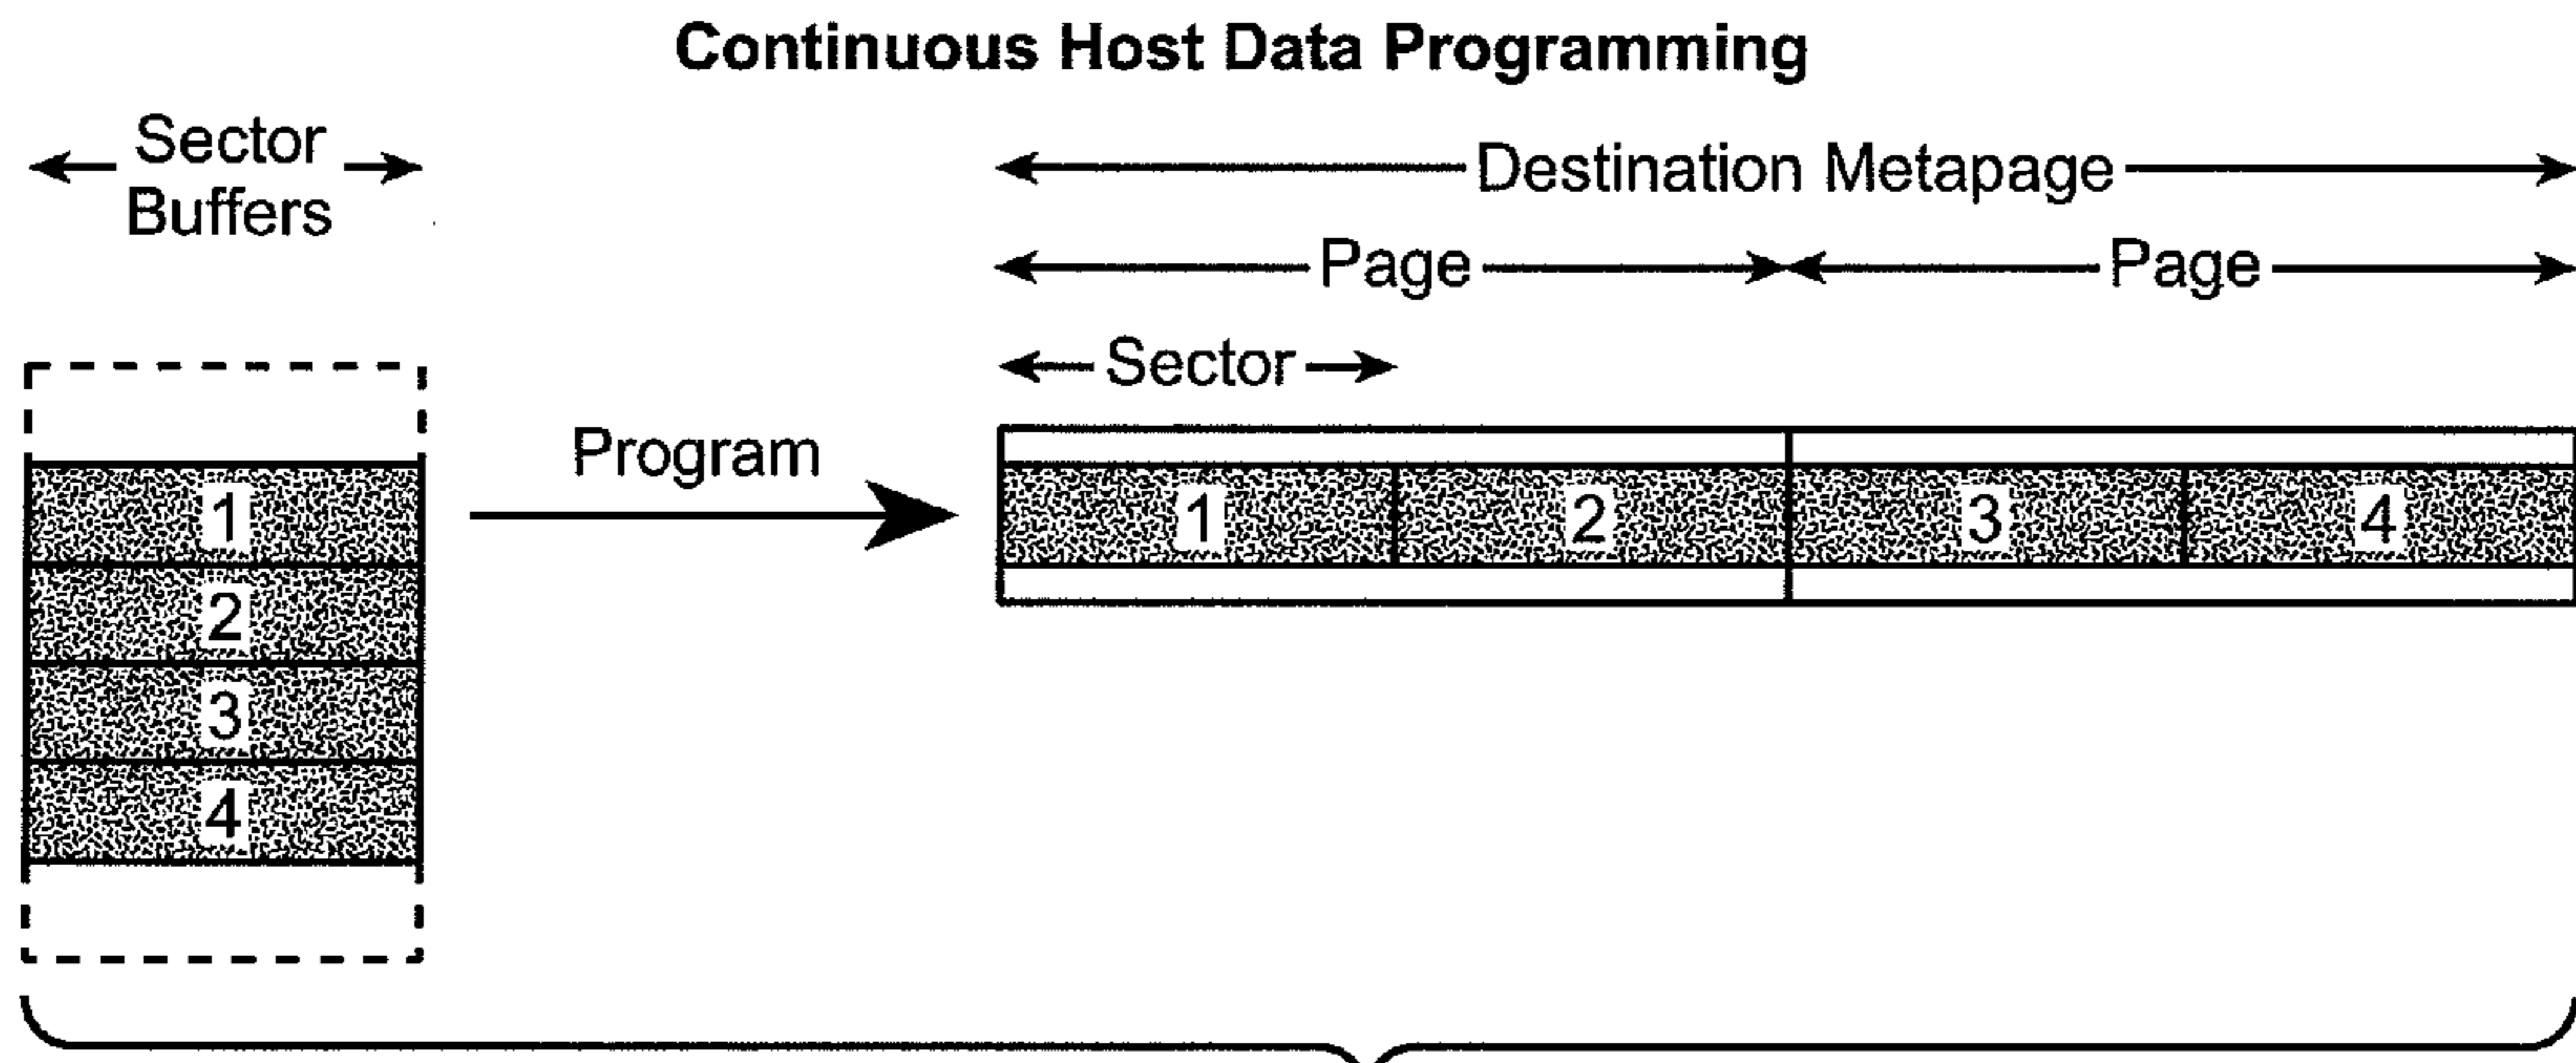 Continuous Host Data Programming
Sector
Buffers
Destination Metapage
Page Page
Sector
Program
1 2 3 4
1
2
3
4